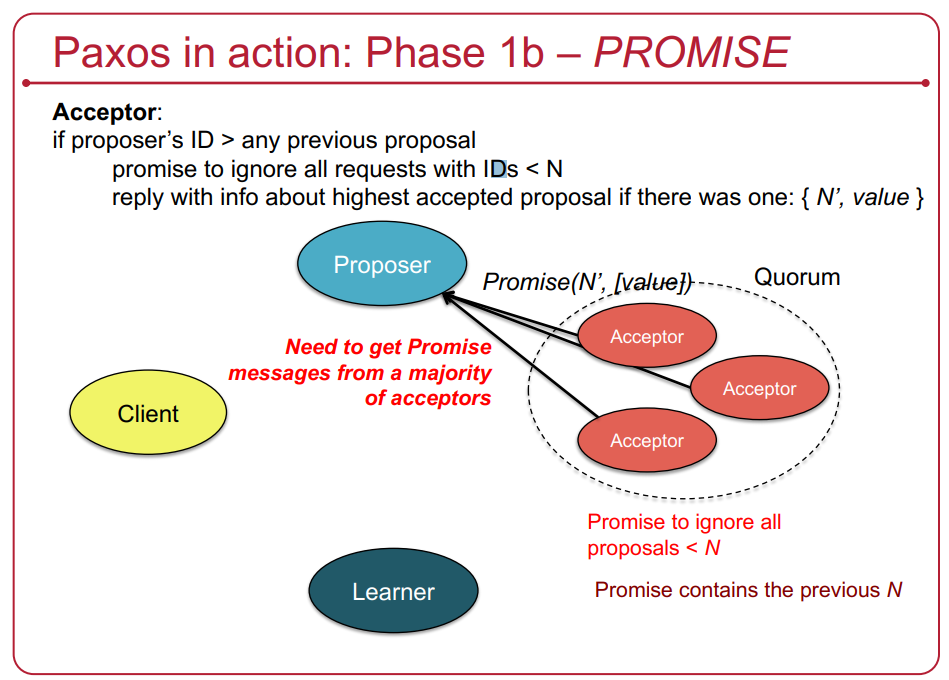 Paxos in action: Phase 1b – PROMISE
Acceptor:
if proposer’s ID > any previous proposal
promise to ignore all requests with IDs < N
reply with info about highest accepted proposal if there was one: { N’, value }
Proposer
Promise(N’, [value])
Quorum
Acceptor
Need to get Promise
messages from a majority
of acceptors
Acceptor
Client
Acceptor
Promise to ignore all
proposals < N
Learner
Promise contains the previous N